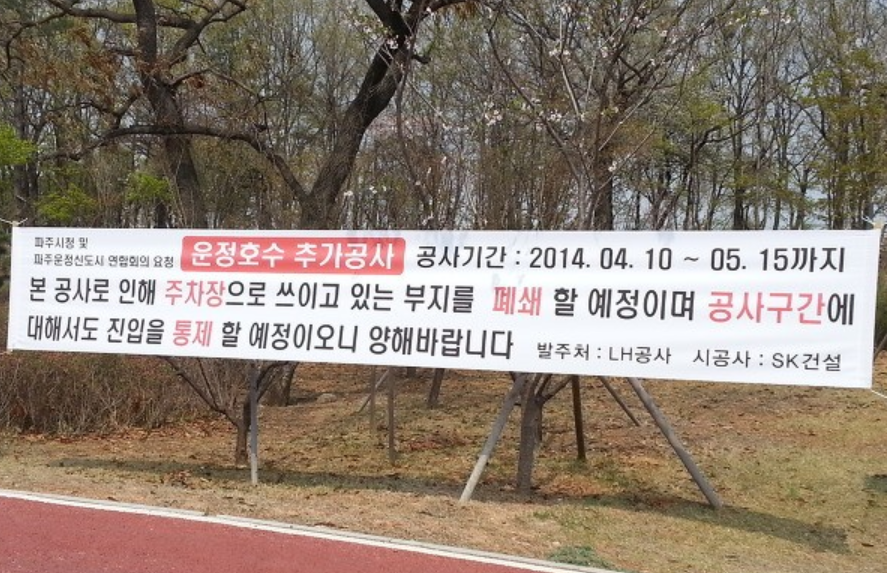 파주시청 및
파주운정신도시 연합회의 요청
운정호수 추가공사 공사기간 : 2014. 04. 10 ~ 05. 15까지
본 공사로 인해 주차장으로 쓰이고 있는 부지를 폐쇄 할 예정이며 공사구간에
대해서도 진입을 통제 할 예정이오니 양해바랍니다
발주처 : LH공사 시공사 : SK건설